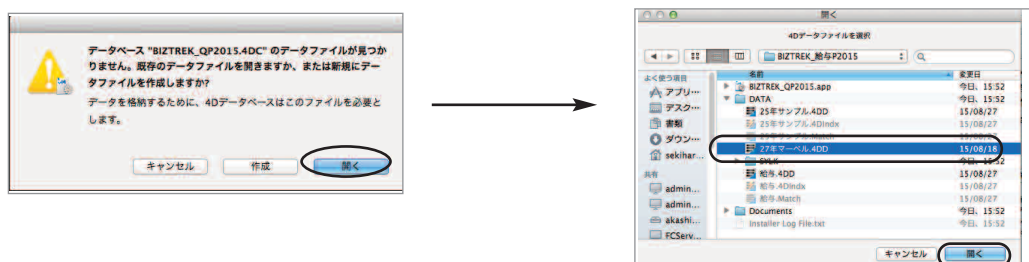 データベース "BIZTREK_QP2015.4DC" のデータファイルが見つか
りません。既存のデータファイルを開きますか、または新規にデー
タファイルを作成しますか?
データを格納するために、4Dデータベースはこのファイルを必要と
します。
キャンセル 作成 開く
開く
4Dデータファイルを選択
BIZTREK_給与P2015
よく使う項目
アプリ…
デスク…
書類
ダウン…
sekihar…
共有
admin…
admin…
akashi…
FCServ…
名前 変更日
BIZTREK_QP2015.app 今日、15:52
DATA 今日、15:52
25年サンプル.4DD 15/08/27
25年サンプル.4DIndx 15/08/27
25年サンプル.Match
27年マーベル.4DD 15/08/18
今日、15:52
給与.4DD 15/08/27
給与.4DIndx 15/08/27
給与.Match 15/08/27
Documents 今日、15:52
Installer Log File.txt 今日、15:52
キャンセル 開く